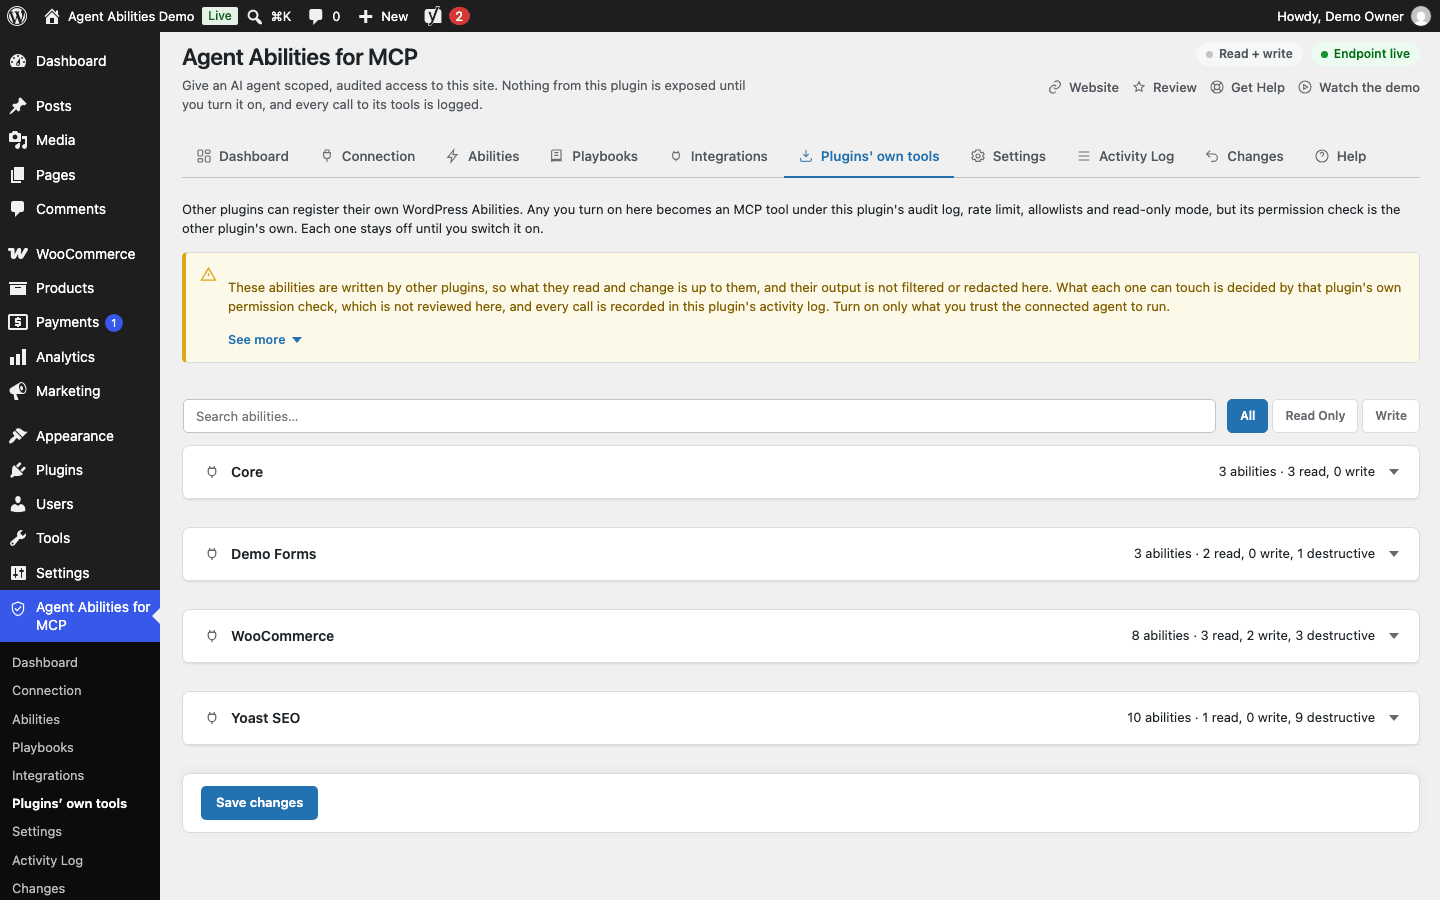 Agent Abilities Demo Live ⌘K 0 New 2 Howdy, Demo Owner
Dashboard
Posts
Media
Pages
Comments
WooCommerce
Products
Payments 1
Analytics
Marketing
Appearance
Plugins
Users
Tools
Settings
Agent Abilities for
MCP
Dashboard
Connection
Abilities
Playbooks
Integrations
Plugins' own tools
Settings
Activity Log
Changes
Agent Abilities for MCP
Read + write Endpoint live
Give an AI agent scoped, audited access to this site. Nothing from this plugin is exposed until
you turn it on, and every call to its tools is logged.
Website Review Get Help Watch the demo
Dashboard Connection Abilities Playbooks Integrations Plugins' own tools Settings Activity Log Changes Help
Other plugins can register their own WordPress Abilities. Any you turn on here becomes an MCP tool under this plugin's audit log, rate limit, allowlists and read-only mode, but its permission check is the
other plugin's own. Each one stays off until you switch it on.
These abilities are written by other plugins, so what they read and change is up to them, and their output is not filtered or redacted here. What each one can touch is decided by that plugin's own
permission check, which is not reviewed here, and every call is recorded in this plugin's activity log. Turn on only what you trust the connected agent to run.
See more
Search abilities...
All Read Only Write
Core 3 abilities · 3 read, 0 write
Demo Forms 3 abilities · 2 read, 0 write, 1 destructive
WooCommerce 8 abilities · 3 read, 2 write, 3 destructive
Yoast SEO 10 abilities · 1 read, 0 write, 9 destructive
Save changes